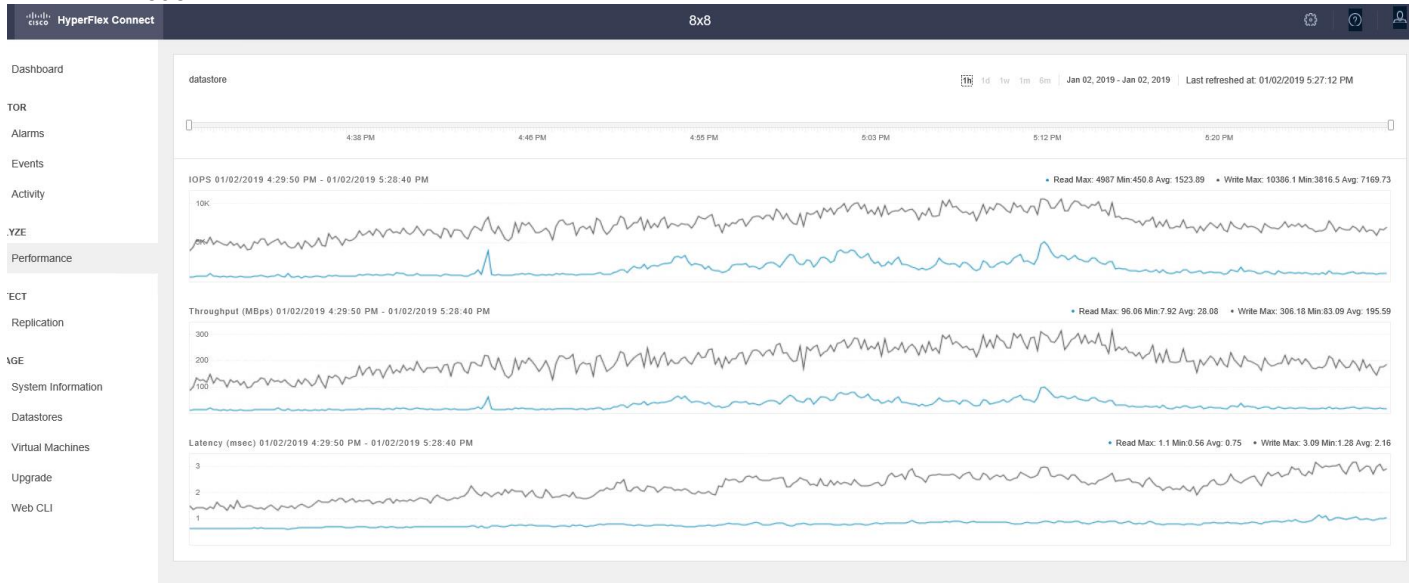 cisco HyperFlex Connect
8x8
Dashboard
TOR
Alarms
Events
Activity
YZE
Performance
TECT
Replication
AGE
System Information
Datastores
Virtual Machines
Upgrade
Web CLI
datastore
1h 1d 1w 1m 6m Jan 02, 2019 - Jan 02, 2019 Last refreshed at: 01/02/2019 5:27:12 PM
4:38 PM 4:46 PM 4:55 PM 5:03 PM 5:12 PM 5:20 PM
IOPS 01/02/2019 4:29:50 PM - 01/02/2019 5:28:40 PM
• Read Max: 4987 Min:450.8 Avg: 1523.89 • Write Max: 10386.1 Min:3816.5 Avg: 7169.73
10K
5K
Throughput (MBps) 01/02/2019 4:29:50 PM - 01/02/2019 5:28:40 PM
• Read Max: 96.06 Min:7.92 Avg: 28.08 • Write Max: 306.18 Min:83.09 Avg: 195.59
300
200
100
Latency (msec) 01/02/2019 4:29:50 PM - 01/02/2019 5:28:40 PM
• Read Max: 1.1 Min:0.56 Avg: 0.75 • Write Max: 3.09 Min:1.28 Avg: 2.16
3
2
1